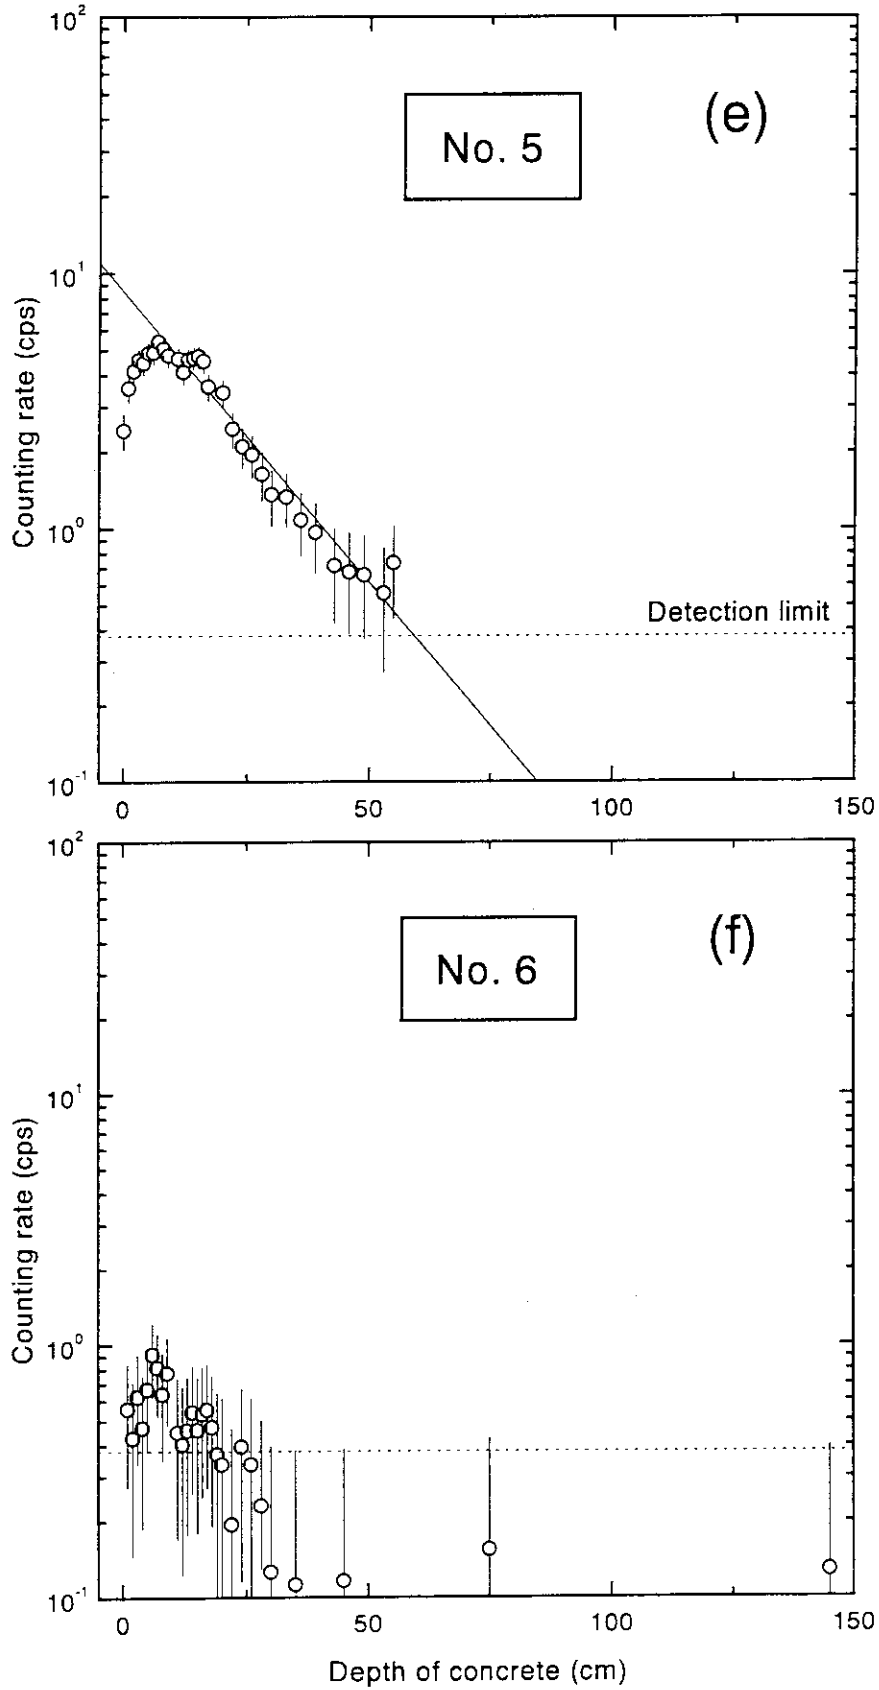 10²
(e)
No. 5
10¹
Counting rate (cps)
10⁰
Detection limit
10⁻¹
0 50 100 150
10²
(f)
No. 6
10¹
Counting rate (cps)
10⁰
10⁻¹
0 50 100 150
Depth of concrete (cm)